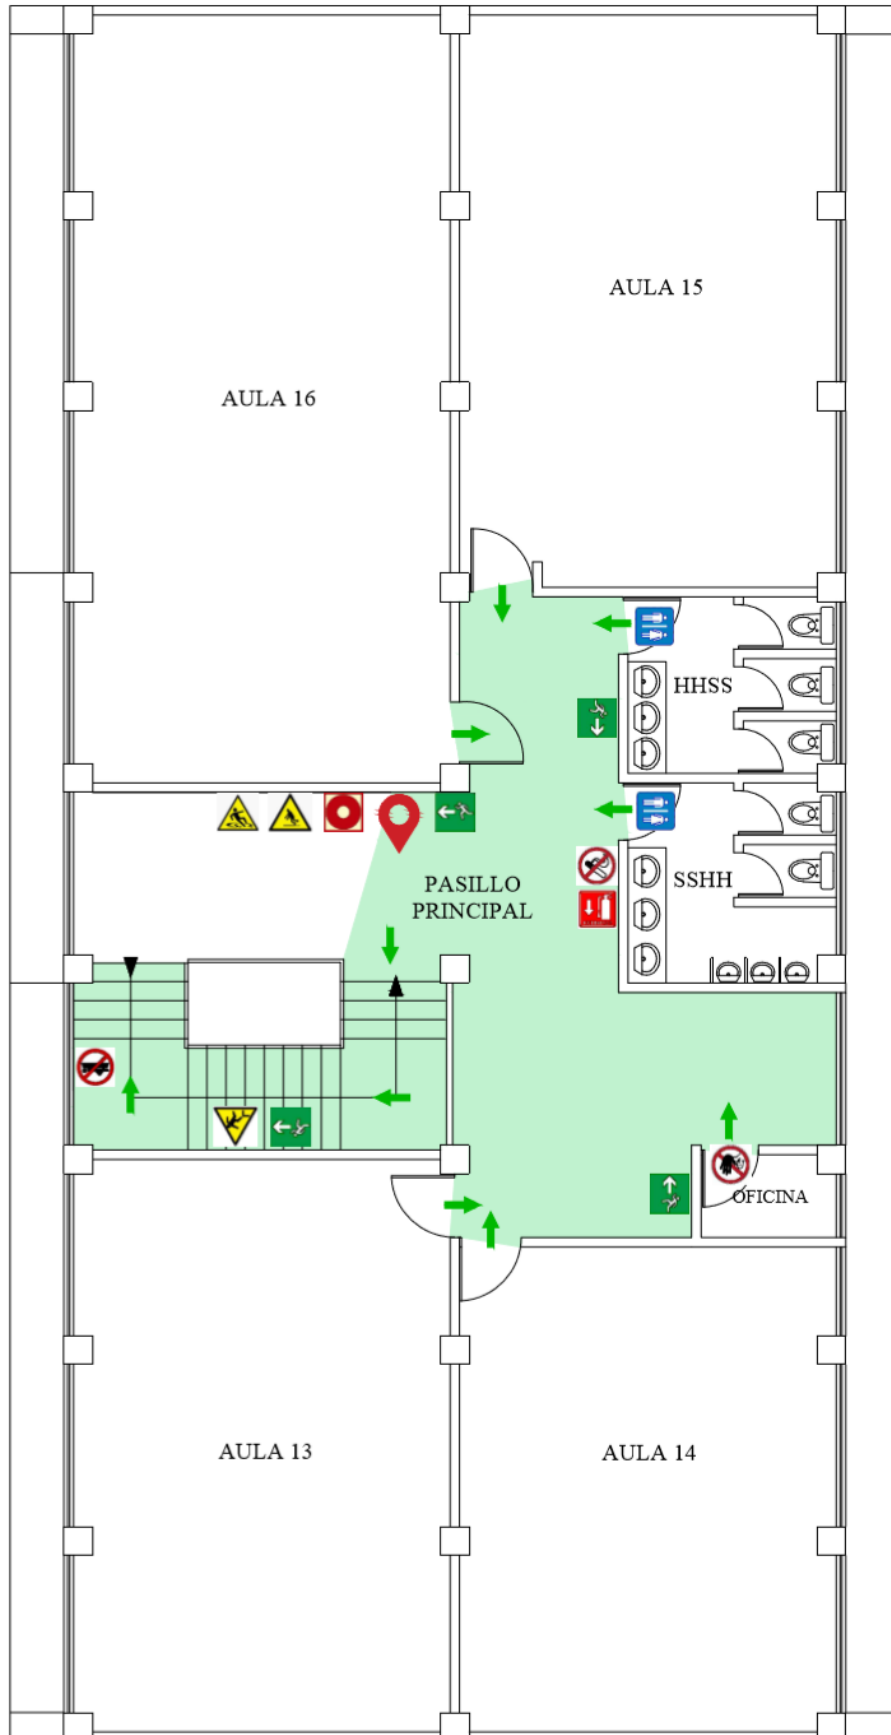 AULA 15
AULA 16
HHSS
PASILLO
PRINCIPAL
SSHH
OFICINA
AULA 13
AULA 14